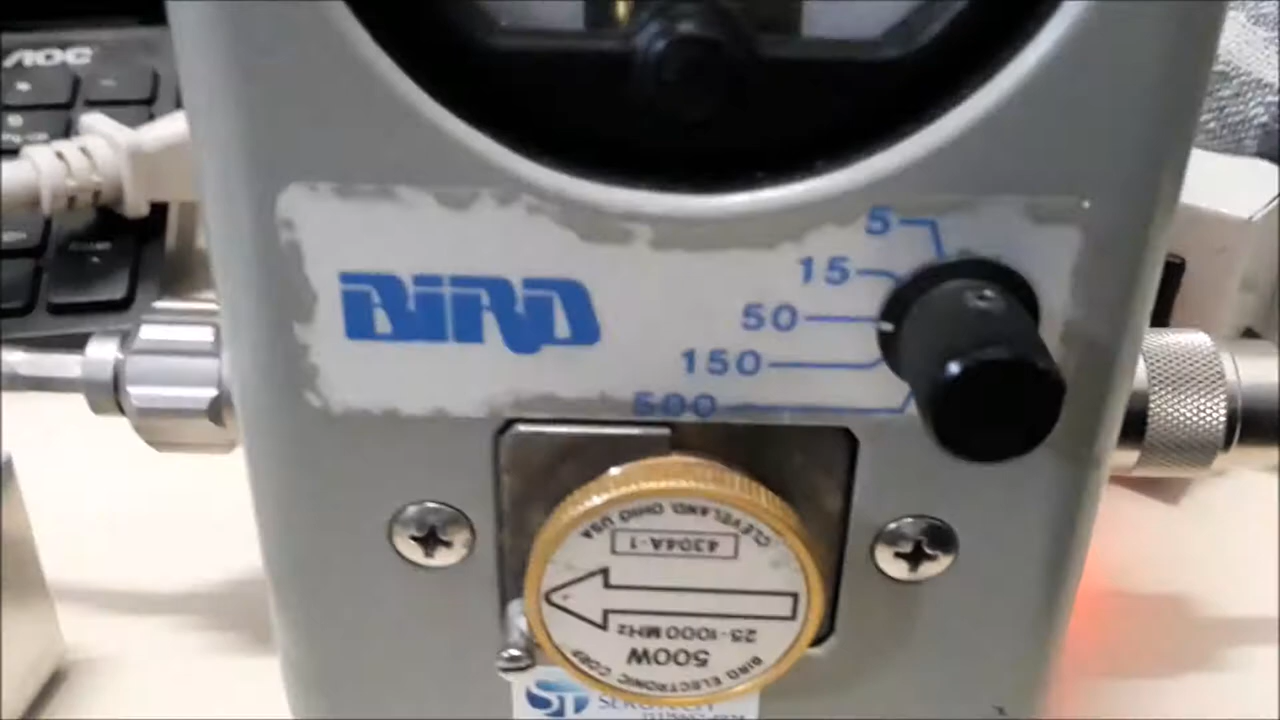 AOC
BIRD
5
15
50
150
500
CLEVELAND, OHIO USA
4304A-1
25-1000 MHz
500W
BIRD ELECTRONIC CORP
ST